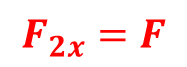 F₂ₓ = F